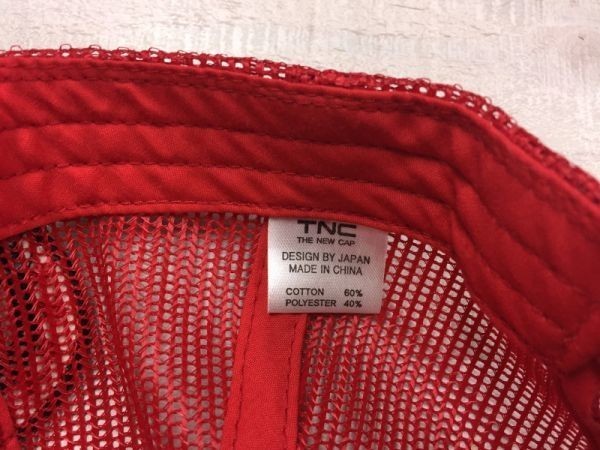 TNC
THE NEW CAP
DESIGN BY JAPAN
MADE IN CHINA
COTTON 60%
POLYESTER 40%